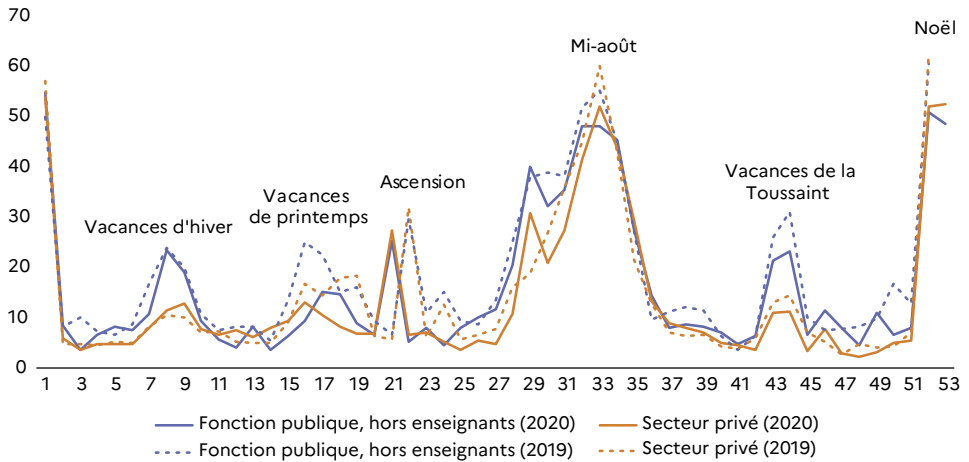 70
60
50
40
30
20
10
0
Noël
Mi-août
Vacances d'hiver
Vacances
de printemps
Ascension
Vacances de la
Toussaint
1 3 5 7 9 11 13 15 17 19 21 23 25 27 29 31 33 35 37 39 41 43 45 47 49 51 53
Fonction publique, hors enseignants (2020) Secteur privé (2020)
Fonction publique, hors enseignants (2019) Secteur privé (2019)